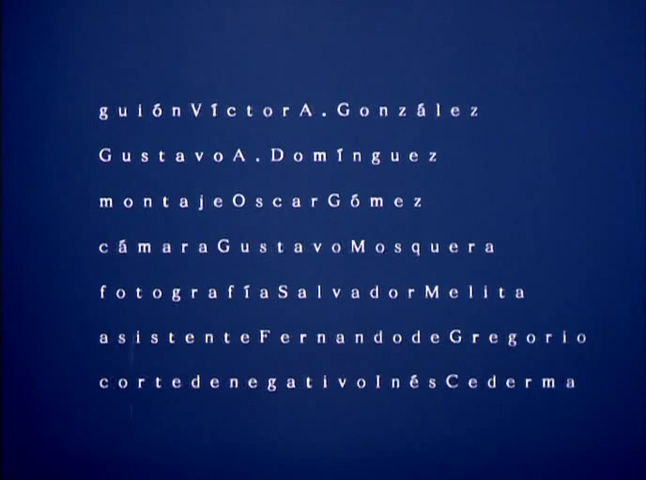 guiónVíctorA.González
GustavoA.Domínguez
montajeOscarGómez
cámaraGustavoMosquera
fotografíaSalvadorMelita
asistenteFernandodeGregorio
cortedenegativoInésCederma